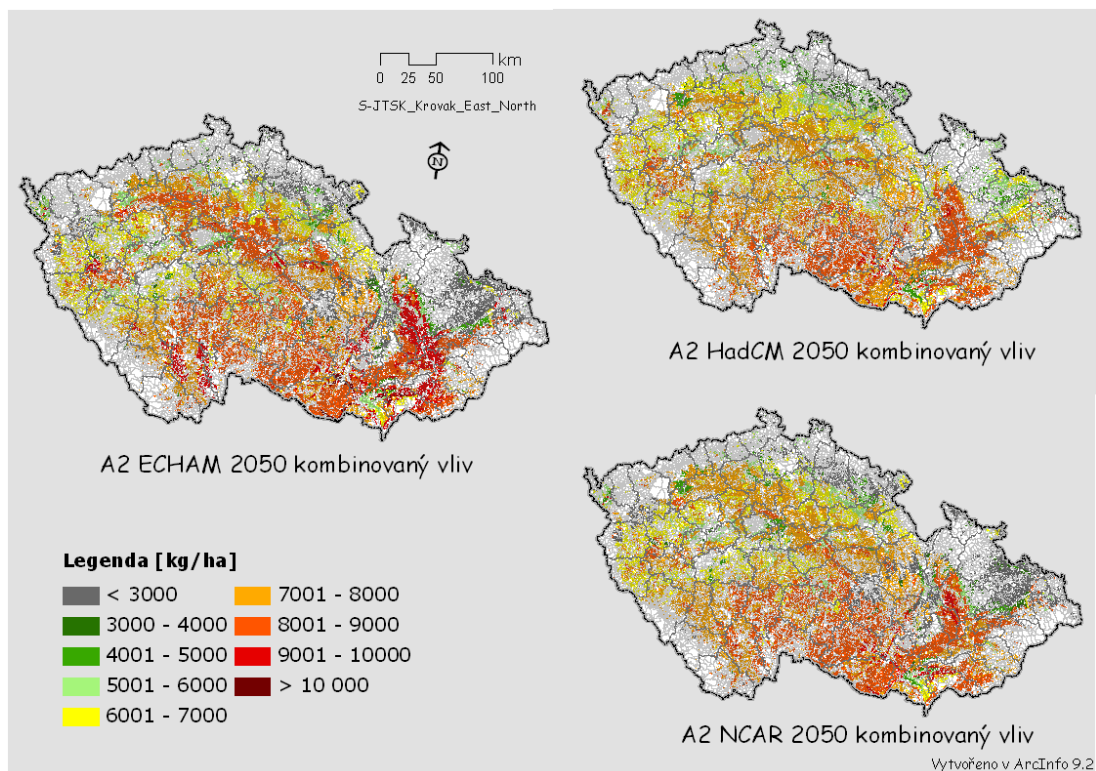 km
0 25 50 100
S-JTSK_Krovak_East_North
N
A2 ECHAM 2050 kombinovaný vliv
A2 HadCM 2050 kombinovaný vliv
A2 NCAR 2050 kombinovaný vliv
Legenda [kg/ha]
< 3000
3000 - 4000
4001 - 5000
5001 - 6000
6001 - 7000
7001 - 8000
8001 - 9000
9001 - 10000
> 10 000
Vytvořeno v ArcInfo 9.2